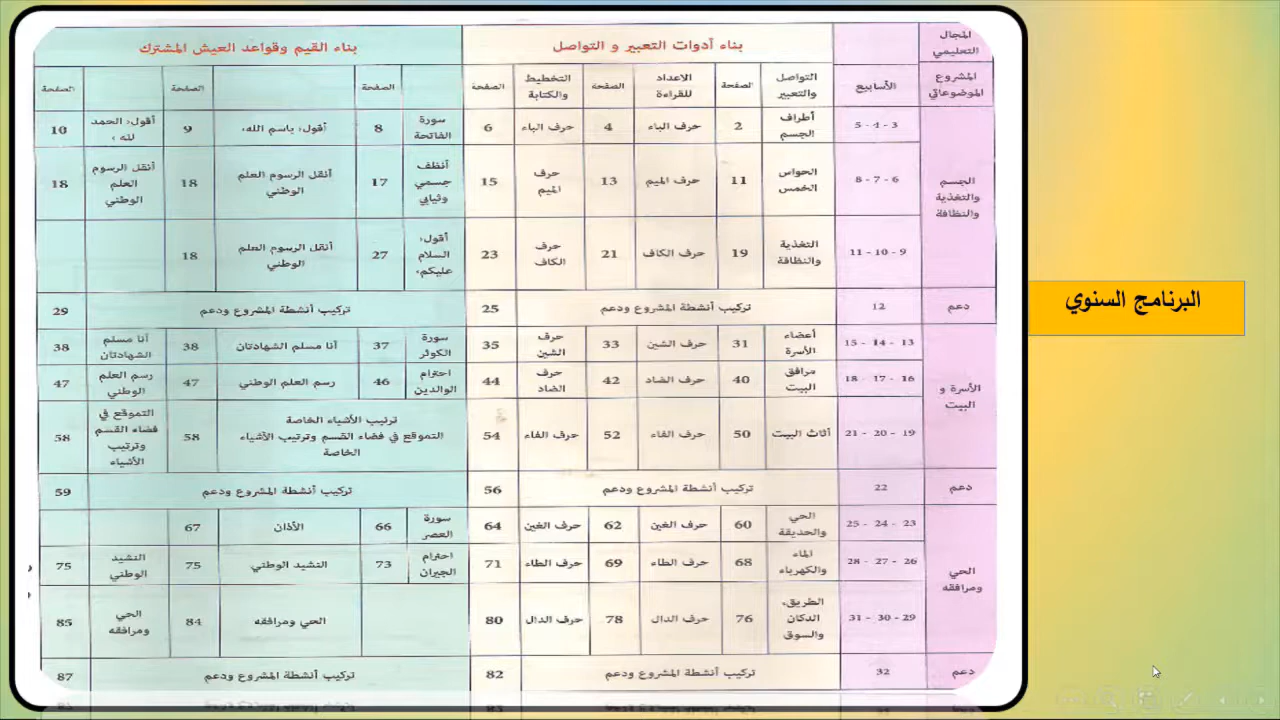 المجال التعليمي
بناء أدوات التعبير و التواصل
بناء القيم وقواعد العيش المشترك
المشروع الموضوعاتي
الأسابيع
التواصل والتعبير
الصفحة
الاعداد للقراءة
الصفحة
التخطيط والكتابة
الصفحة
الصفحة
الصفحة
الصفحة
الجسم والتغذية والنظافة
3 - 4 - 5
أطراف الجسم
2
حرف الباء
4
حرف الباء
6
سورة الفاتحة
8
أقول، باسم الله،
9
أقول، الحمد لله،
10
6 - 7 - 8
الحواس الخمس
11
حرف الميم
13
حرف الميم
15
أنظف جسمي وثيابي
17
أنقل الرسوم العلم الوطني
18
أنقل الرسوم العلم الوطني
18
9 - 10 - 11
التغذية والنظافة
19
حرف الكاف
21
حرف الكاف
23
أقول، السلام عليكم،
27
أنقل الرسوم العلم الوطني
18
دعم
12
تركيب أنشطة المشروع ودعم
25
تركيب أنشطة المشروع ودعم
29
الأسرة و البيت
13 - 14 - 15
أعضاء الأسرة
31
حرف الشين
33
حرف الشين
35
سورة الكوثر
37
أنا مسلم الشهادتان
38
أنا مسلم الشهادتان
38
16 - 17 - 18
مرافق البيت
40
حرف الضاد
42
حرف الضاد
44
احترام الوالدين
46
رسم العلم الوطني
47
رسم العلم الوطني
47
19 - 20 - 21
أثاث البيت
50
حرف الفاء
52
حرف الفاء
54
ترتيب الأشياء الخاصة
التموقع في فضاء القسم وترتيب الأشياء
الخاصة
58
التموقع في فضاء القسم وترتيب الأشياء
58
دعم
22
تركيب أنشطة المشروع ودعم
56
تركيب أنشطة المشروع ودعم
59
الحي ومرافقه
23 - 24 - 25
الحي والحديقة
60
حرف الغين
62
حرف الغين
64
سورة العصر
66
الأذان
67
26 - 27 - 28
الماء والكهرباء
68
حرف الطاء
69
حرف الطاء
71
احترام الجيران
73
النشيد الوطني
75
النشيد الوطني
75
29 - 30 - 31
الطريق، الدكان والسوق
76
حرف الدال
78
حرف الدال
80
الحي ومرافقه
84
الحي ومرافقه
85
دعم
32
تركيب أنشطة المشروع ودعم
82
تركيب أنشطة المشروع ودعم
87
البرنامج السنوي